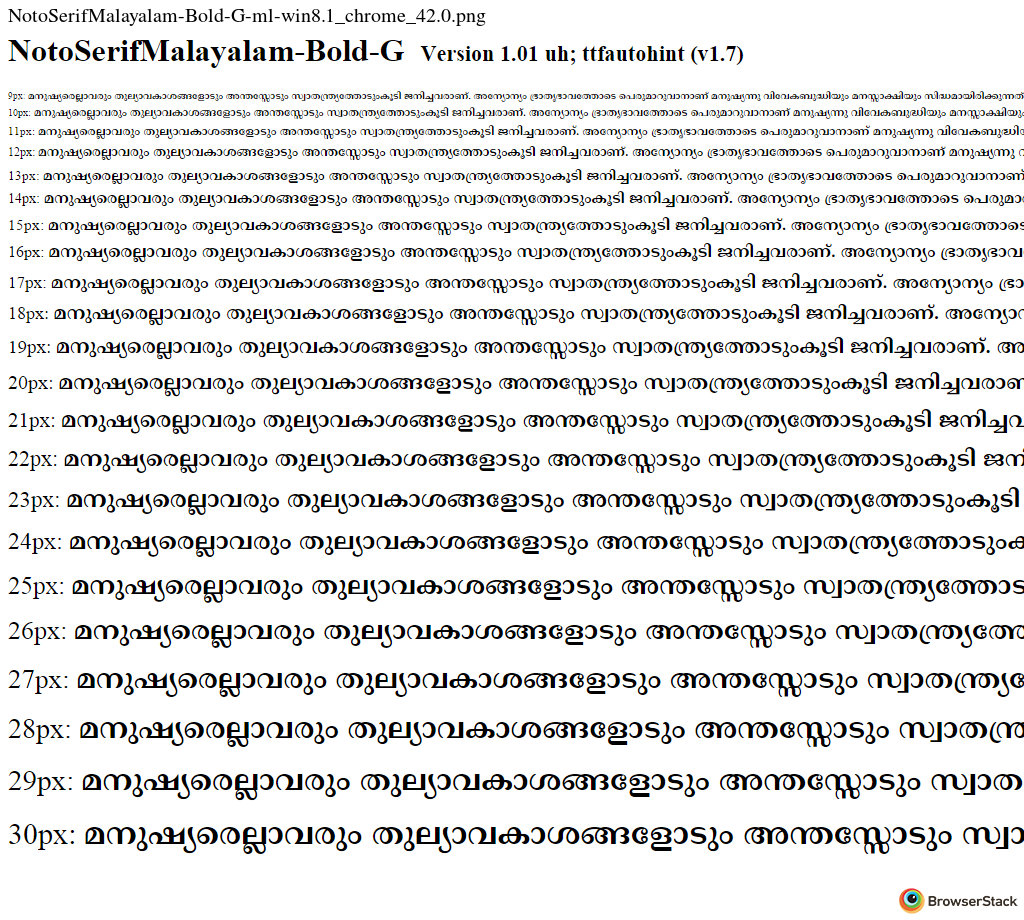 NotoSerifMalayalam-Bold-G-ml-win8.1_chrome_42.0.png
NotoSerifMalayalam-Bold-G Version 1.01 uh; ttfautohint (v1.7)
9px: മനുഷ്യരെല്ലാവരും തുല്യാവകാശങ്ങളോടും അന്തസ്സോടും സ്വാതന്ത്ര്യത്തോടുംകൂടി ജനിച്ചവരാണ്. അന്യോന്യം ഭ്രാതൃഭാവത്തോടെ പെരുമാറുവാനാണ് മനുഷ്യന്നു വിവേകബുദ്ധിയും മനസ്സാക്ഷിയും സിദ്ധമായിരിക്കുന്നത്
10px: മനുഷ്യരെല്ലാവരും തുല്യാവകാശങ്ങളോടും അന്തസ്സോടും സ്വാതന്ത്ര്യത്തോടുംകൂടി ജനിച്ചവരാണ്. അന്യോന്യം ഭ്രാതൃഭാവത്തോടെ പെരുമാറുവാനാണ് മനുഷ്യന്നു വിവേകബുദ്ധിയും മനസ്സാക്ഷിയും
11px: മനുഷ്യരെല്ലാവരും തുല്യാവകാശങ്ങളോടും അന്തസ്സോടും സ്വാതന്ത്ര്യത്തോടുംകൂടി ജനിച്ചവരാണ്. അന്യോന്യം ഭ്രാതൃഭാവത്തോടെ പെരുമാറുവാനാണ് മനുഷ്യന്നു വിവേകബുദ്ധി
12px: മനുഷ്യരെല്ലാവരും തുല്യാവകാശങ്ങളോടും അന്തസ്സോടും സ്വാതന്ത്ര്യത്തോടുംകൂടി ജനിച്ചവരാണ്. അന്യോന്യം ഭ്രാതൃഭാവത്തോടെ പെരുമാറുവാനാണ് മനുഷ്യന്നു
13px: മനുഷ്യരെല്ലാവരും തുല്യാവകാശങ്ങളോടും അന്തസ്സോടും സ്വാതന്ത്ര്യത്തോടുംകൂടി ജനിച്ചവരാണ്. അന്യോന്യം ഭ്രാതൃഭാവത്തോടെ പെരുമാറുവാനാണ്
14px: മനുഷ്യരെല്ലാവരും തുല്യാവകാശങ്ങളോടും അന്തസ്സോടും സ്വാതന്ത്ര്യത്തോടുംകൂടി ജനിച്ചവരാണ്. അന്യോന്യം ഭ്രാതൃഭാവത്തോടെ പെരുമാ
15px: മനുഷ്യരെല്ലാവരും തുല്യാവകാശങ്ങളോടും അന്തസ്സോടും സ്വാതന്ത്ര്യത്തോടുംകൂടി ജനിച്ചവരാണ്. അന്യോന്യം ഭ്രാതൃഭാവത്തോടെ
16px: മനുഷ്യരെല്ലാവരും തുല്യാവകാശങ്ങളോടും അന്തസ്സോടും സ്വാതന്ത്ര്യത്തോടുംകൂടി ജനിച്ചവരാണ്. അന്യോന്യം ഭ്രാതൃഭാവ
17px: മനുഷ്യരെല്ലാവരും തുല്യാവകാശങ്ങളോടും അന്തസ്സോടും സ്വാതന്ത്ര്യത്തോടുംകൂടി ജനിച്ചവരാണ്. അന്യോന്യം ഭ്രാ
18px: മനുഷ്യരെല്ലാവരും തുല്യാവകാശങ്ങളോടും അന്തസ്സോടും സ്വാതന്ത്ര്യത്തോടുംകൂടി ജനിച്ചവരാണ്. അന്യോന
19px: മനുഷ്യരെല്ലാവരും തുല്യാവകാശങ്ങളോടും അന്തസ്സോടും സ്വാതന്ത്ര്യത്തോടുംകൂടി ജനിച്ചവരാണ്. അ
20px: മനുഷ്യരെല്ലാവരും തുല്യാവകാശങ്ങളോടും അന്തസ്സോടും സ്വാതന്ത്ര്യത്തോടുംകൂടി ജനിച്ചവരാണ
21px: മനുഷ്യരെല്ലാവരും തുല്യാവകാശങ്ങളോടും അന്തസ്സോടും സ്വാതന്ത്ര്യത്തോടുംകൂടി ജനിച്ചവ
22px: മനുഷ്യരെല്ലാവരും തുല്യാവകാശങ്ങളോടും അന്തസ്സോടും സ്വാതന്ത്ര്യത്തോടുംകൂടി ജനി
23px: മനുഷ്യരെല്ലാവരും തുല്യാവകാശങ്ങളോടും അന്തസ്സോടും സ്വാതന്ത്ര്യത്തോടുംകൂടി
24px: മനുഷ്യരെല്ലാവരും തുല്യാവകാശങ്ങളോടും അന്തസ്സോടും സ്വാതന്ത്ര്യത്തോടുംക
25px: മനുഷ്യരെല്ലാവരും തുല്യാവകാശങ്ങളോടും അന്തസ്സോടും സ്വാതന്ത്ര്യത്തോട
26px: മനുഷ്യരെല്ലാവരും തുല്യാവകാശങ്ങളോടും അന്തസ്സോടും സ്വാതന്ത്ര്യത്തോ
27px: മനുഷ്യരെല്ലാവരും തുല്യാവകാശങ്ങളോടും അന്തസ്സോടും സ്വാതന്ത്ര്യ
28px: മനുഷ്യരെല്ലാവരും തുല്യാവകാശങ്ങളോടും അന്തസ്സോടും സ്വാതന്ത്ര
29px: മനുഷ്യരെല്ലാവരും തുല്യാവകാശങ്ങളോടും അന്തസ്സോടും സ്വാത
30px: മനുഷ്യരെല്ലാവരും തുല്യാവകാശങ്ങളോടും അന്തസ്സോടും സ്വാ
BrowserStack